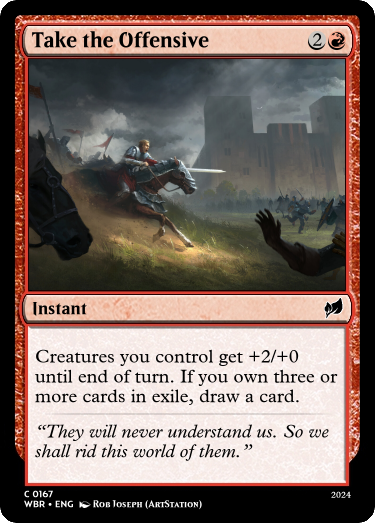 Take the Offensive 2
Instant
Creatures you control get +2/+0
until end of turn. If you own three or
more cards in exile, draw a card.
“They will never understand us. So we
shall rid this world of them.”
C 0167
2024
WBR • ENG Rob Joseph (ArtStation)